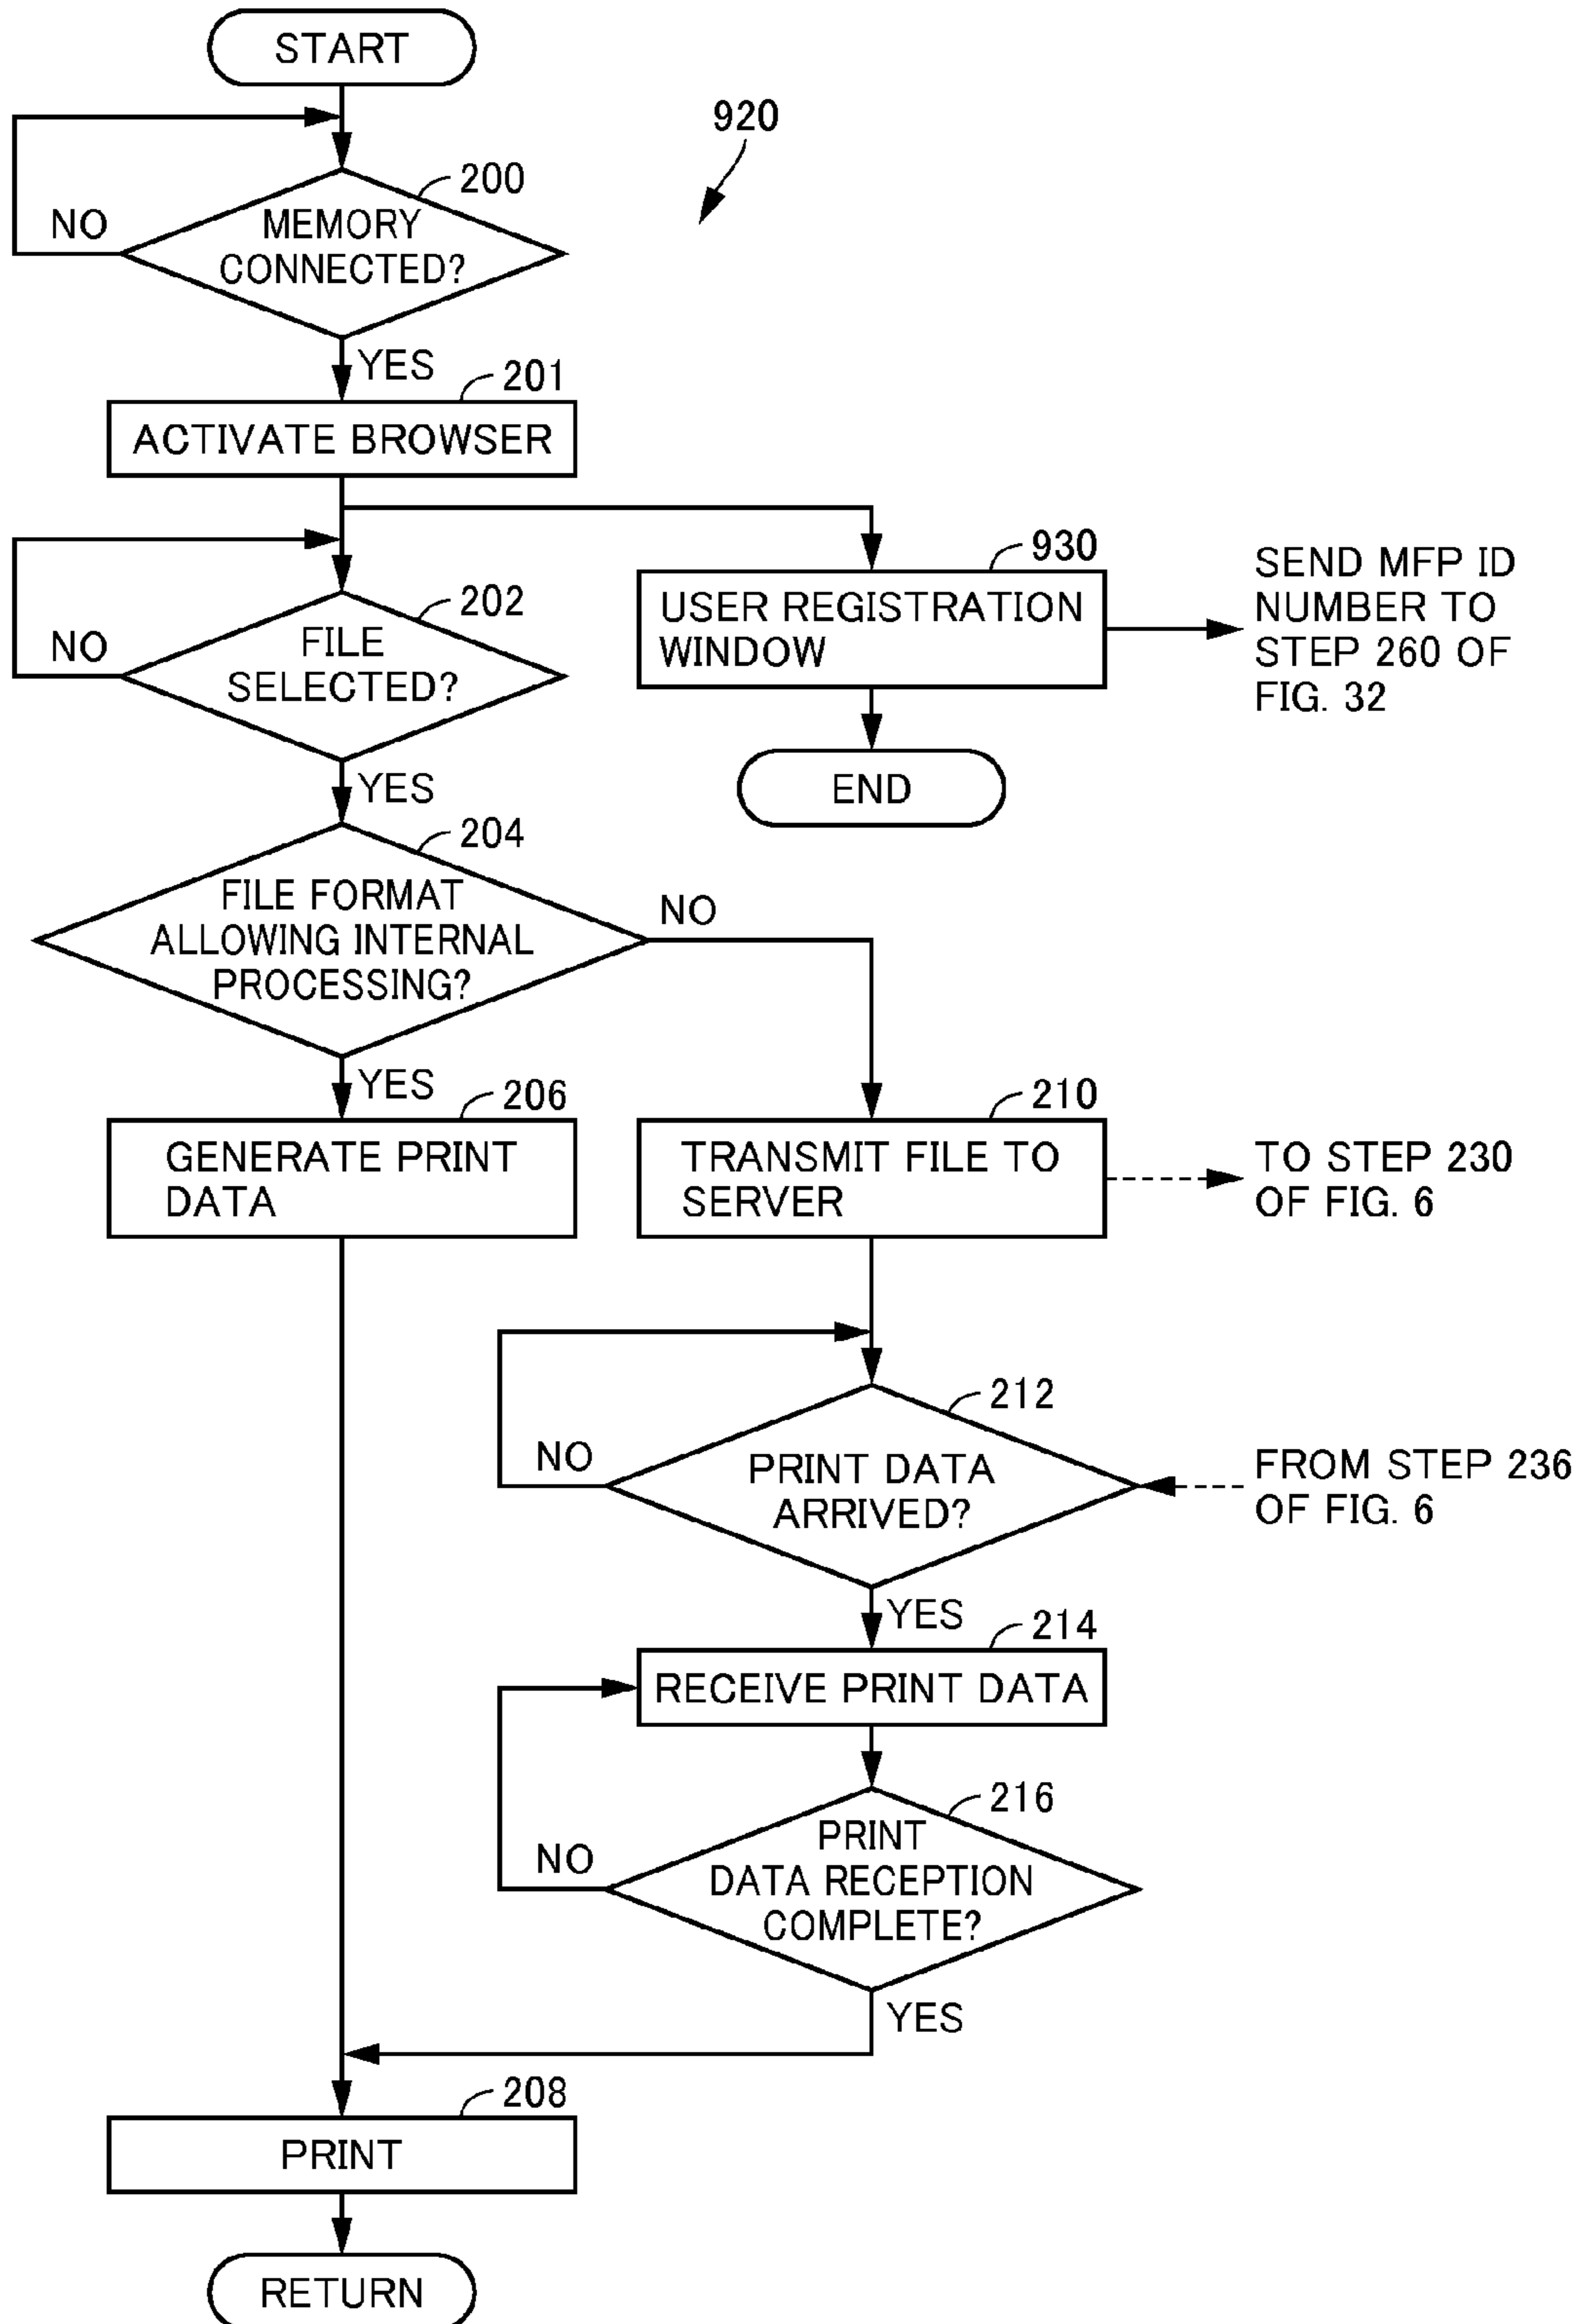 START
920
200
NO
MEMORY
CONNECTED?
YES
201
ACTIVATE BROWSER
930
USER REGISTRATION
WINDOW
SEND MFP ID
NUMBER TO
STEP 260 OF
FIG. 32
202
NO
FILE
SELECTED?
END
YES
204
FILE FORMAT
ALLOWING INTERNAL
PROCESSING?
NO
YES
206
GENERATE PRINT
DATA
210
TRANSMIT FILE TO
SERVER
TO STEP 230
OF FIG. 6
212
NO
PRINT DATA
ARRIVED?
FROM STEP 236
OF FIG. 6
YES
214
RECEIVE PRINT DATA
216
NO
PRINT
DATA RECEPTION
COMPLETE?
YES
208
PRINT
RETURN